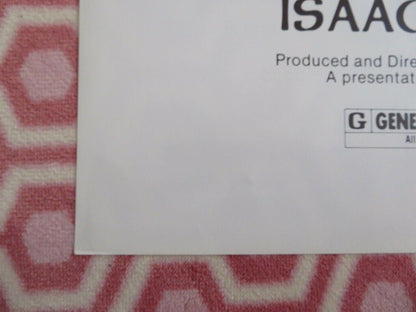 ISAAC
Produced and Dire
A presentat
G GENE
All